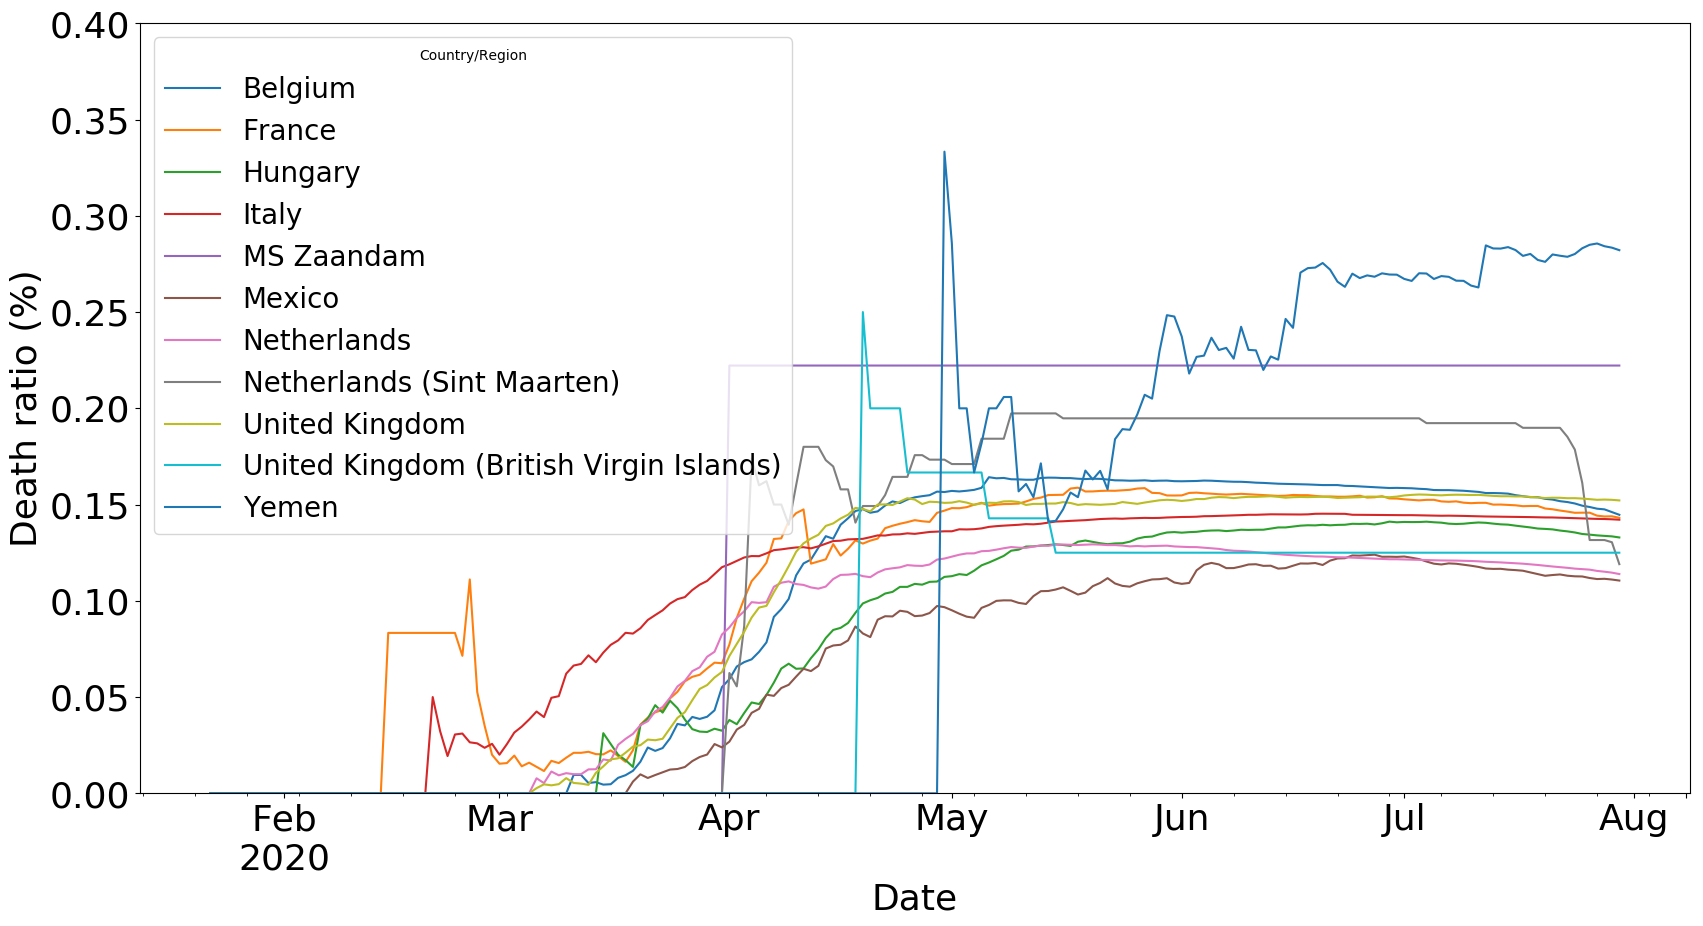 0.40
0.35
0.30
0.25
0.20
0.15
0.10
0.05
0.00
Death ratio (%)
Country/Region
Belgium
France
Hungary
Italy
MS Zaandam
Mexico
Netherlands
Netherlands (Sint Maarten)
United Kingdom
United Kingdom (British Virgin Islands)
Yemen
Feb Mar Apr May Jun Jul Aug
2020
Date